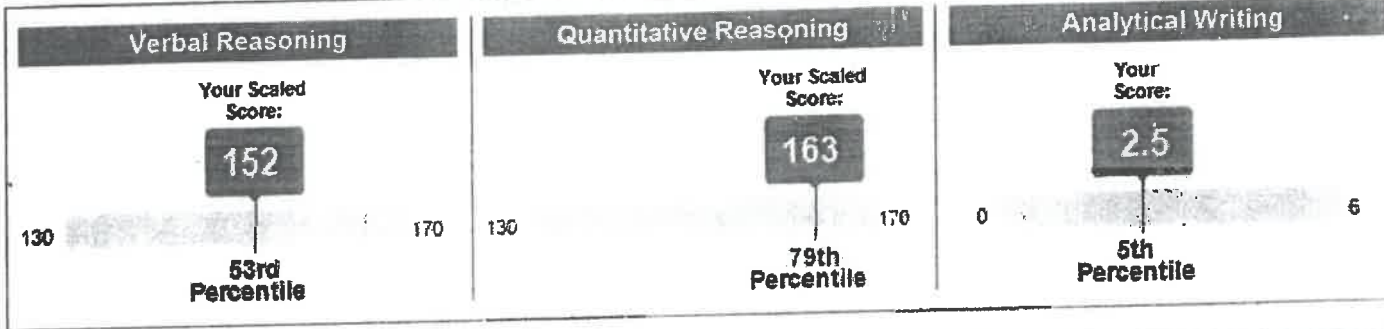 Verbal Reasoning
Your Scaled
Score:
152
130
170
53rd
Percentile
Quantitative Reasoning
Your Scaled
Score:
163
130
170
79th
Percentile
Analytical Writing
Your
Score:
2.5
0
6
5th
Percentile